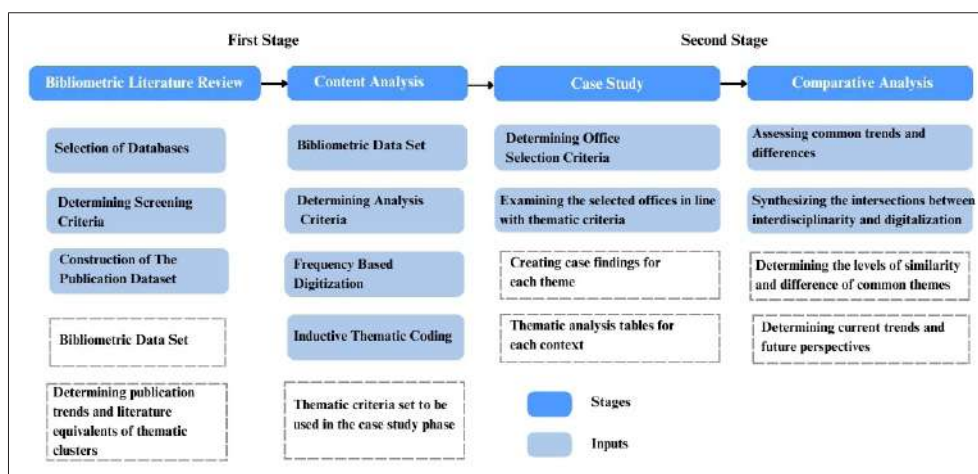 First Stage
Second Stage
Bibliometric Literature Review
Content Analysis
Case Study
Comparative Analysis
Selection of Databases
Determining Screening
Criteria
Construction of The
Publication Dataset
Bibliometric Data Set
Determining publication
trends and literature
equivalents of thematic
clusters
Bibliometric Data Set
Determining Analysis
Criteria
Frequency Based
Digitization
Inductive Thematic Coding
Thematic criteria set to be
used in the case study phase
Determining Office
Selection Criteria
Examining the selected offices in line
with thematic criteria
Creating case findings for
each theme
Thematic analysis tables for
each context
Assessing common trends and
differences
Synthesizing the intersections between
interdisciplinarity and digitalization
Determining the levels of similarity
and difference of common themes
Determining current trends and
future perspectives
Stages
Inputs